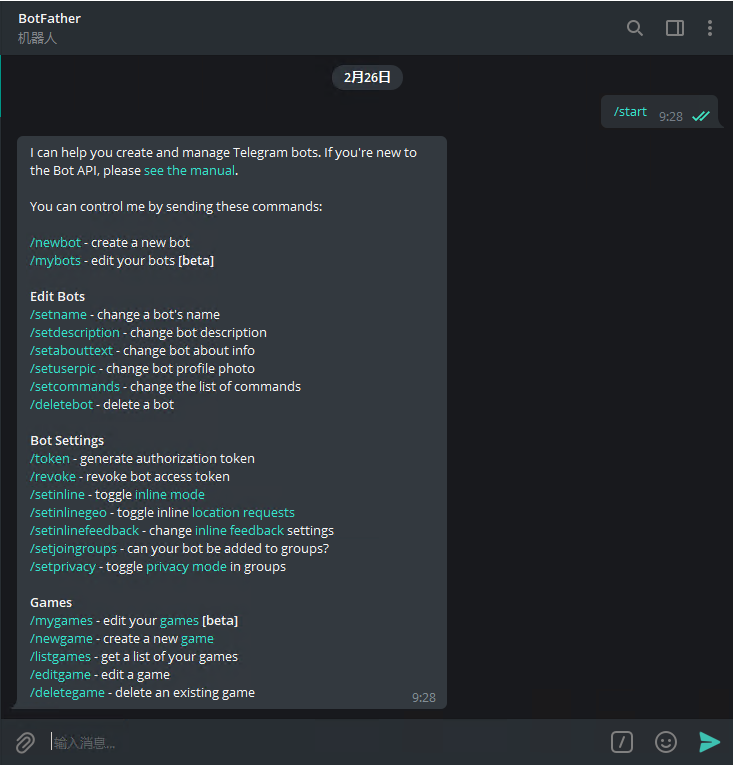 BotFather
机器人
2月26日
/start 9:28
I can help you create and manage Telegram bots. If you're new to
the Bot API, please see the manual.
You can control me by sending these commands:
/newbot - create a new bot
/mybots - edit your bots [beta]
Edit Bots
/setname - change a bot's name
/setdescription - change bot description
/setabouttext - change bot about info
/setuserpic - change bot profile photo
/setcommands - change the list of commands
/deletebot - delete a bot
Bot Settings
/token - generate authorization token
/revoke - revoke bot access token
/setinline - toggle inline mode
/setinlinegeo - toggle inline location requests
/setinlinefeedback - change inline feedback settings
/setjoingroups - can your bot be added to groups?
/setprivacy - toggle privacy mode in groups
Games
/mygames - edit your games [beta]
/newgame - create a new game
/listgames - get a list of your games
/editgame - edit a game
/deletegame - delete an existing game
9:28
输入消息...